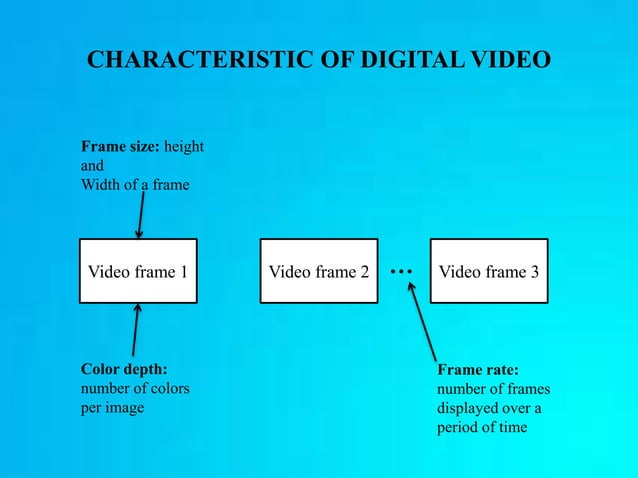 CHARACTERISTIC OF DIGITAL VIDEO
Frame size: height
and
Width of a frame
Video frame 1
Video frame 2
...
Video frame 3
Color depth:
number of colors
per image
Frame rate:
number of frames
displayed over a
period of time